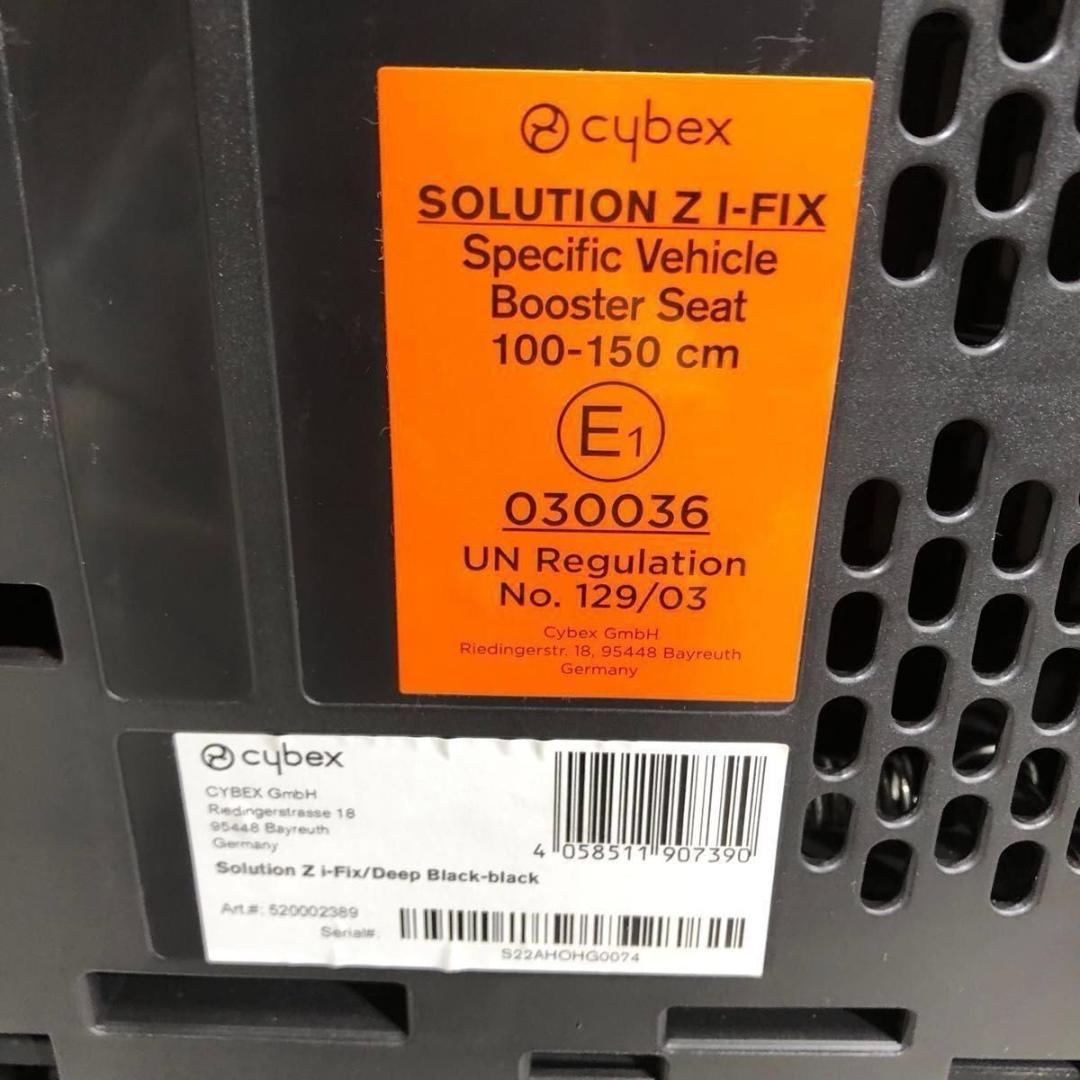 cybex
SOLUTION Z I-FIX
Specific Vehicle
Booster Seat
100-150 cm
E1
030036
UN Regulation
No. 129/03
Cybex GmbH
Riedingerstr. 18, 95448 Bayreuth
Germany
cybex
CYBEX GmbH
Riedingerstrasse 18
95448 Bayreuth
Germany
4 058511 907390
Solution Z i-Fix/Deep Black-black
Art.#: 520002389
Serial#:
S22AHOHG0074